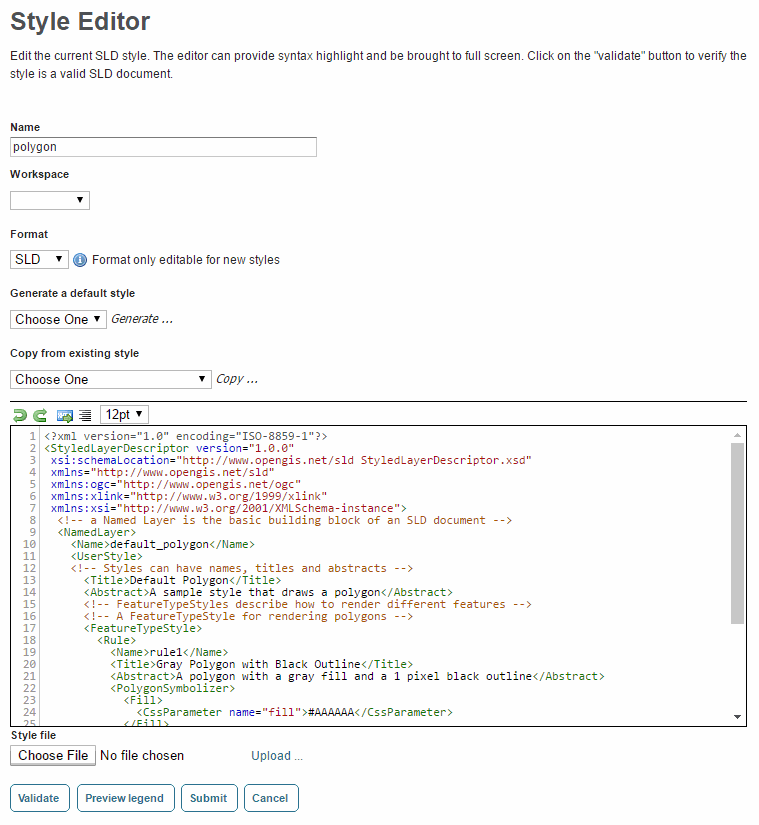 Style Editor
Edit the current SLD style. The editor can provide syntax highlight and be brought to full screen. Click on the "validate" button to verify the
style is a valid SLD document.
Name
polygon
Workspace
Format
SLD Format only editable for new styles
Generate a default style
Choose One Generate ...
Copy from existing style
Choose One Copy ...
12pt
1 <?xml version="1.0" encoding="ISO-8859-1"?>
2 <StyledLayerDescriptor version="1.0.0"
3 xsi:schemaLocation="http://www.opengis.net/sld StyledLayerDescriptor.xsd"
4 xmlns="http://www.opengis.net/sld"
5 xmlns:ogc="http://www.opengis.net/ogc"
6 xmlns:xlink="http://www.w3.org/1999/xlink"
7 xmlns:xsi="http://www.w3.org/2001/XMLSchema-instance">
8 <!-- a Named Layer is the basic building block of an SLD document -->
9 <NamedLayer>
10 <Name>default_polygon</Name>
11 <UserStyle>
12 <!-- Styles can have names, titles and abstracts -->
13 <Title>Default Polygon</Title>
14 <Abstract>A sample style that draws a polygon</Abstract>
15 <!-- FeatureTypeStyles describe how to render different features -->
16 <!-- A FeatureTypeStyle for rendering polygons -->
17 <FeatureTypeStyle>
18 <Rule>
19 <Name>rule1</Name>
20 <Title>Gray Polygon with Black Outline</Title>
21 <Abstract>A polygon with a gray fill and a 1 pixel black outline</Abstract>
22 <PolygonSymbolizer>
23 <Fill>
24 <CssParameter name="fill">#AAAAAA</CssParameter>
25 </Fill>
Style file
Choose File No file chosen Upload ...
Validate Preview legend Submit Cancel